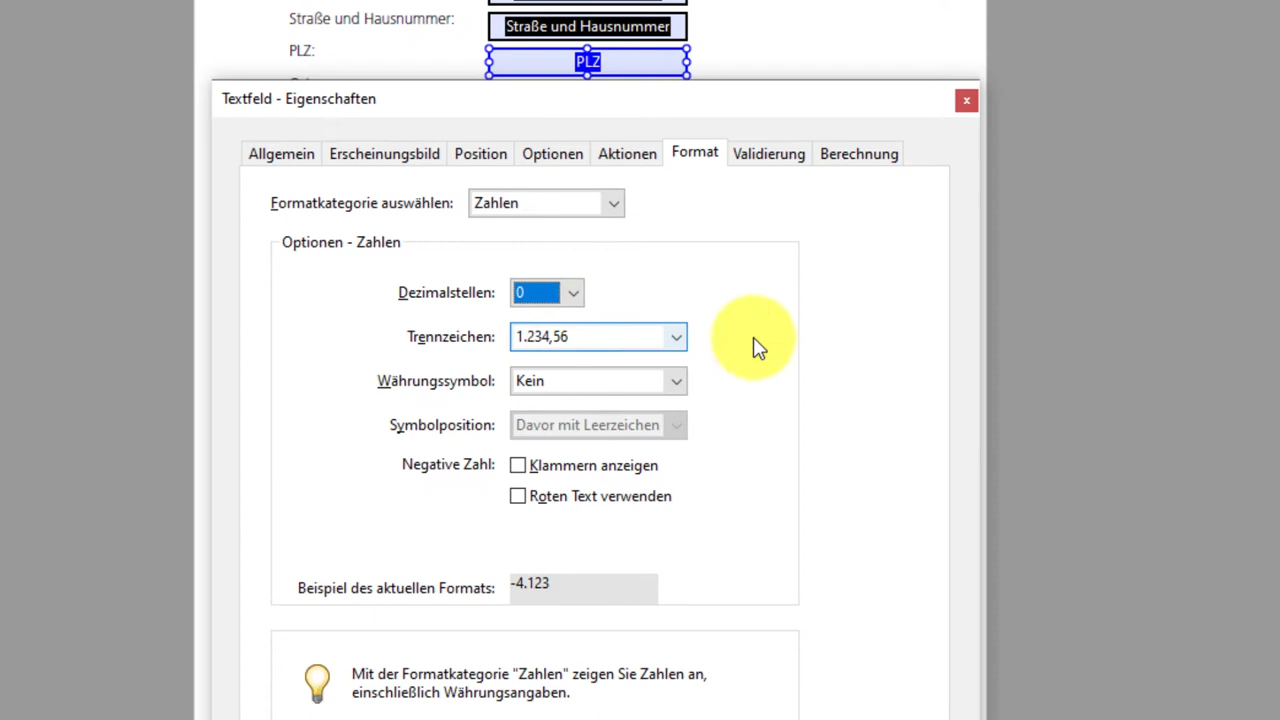 Straße und Hausnummer: Straße und Hausnummer
PLZ: PLZ
Textfeld - Eigenschaften x
Allgemein Erscheinungsbild Position Optionen Aktionen Format Validierung Berechnung
Formatkategorie auswählen: Zahlen
Optionen - Zahlen
Dezimalstellen: 0
Trennzeichen: 1.234,56
Währungssymbol: Kein
Symbolposition: Davor mit Leerzeichen
Negative Zahl: Klammern anzeigen
Roten Text verwenden
Beispiel des aktuellen Formats: -4.123
Mit der Formatkategorie "Zahlen" zeigen Sie Zahlen an,
einschließlich Währungsangaben.